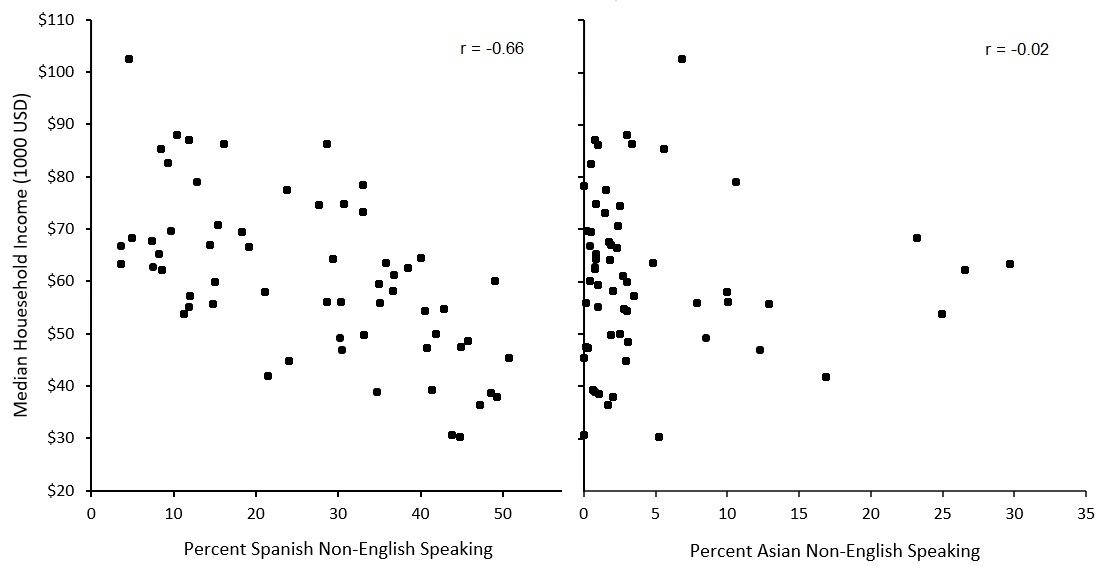 Median Houesehold Income (1000 USD)
$110
$100
$90
$80
$70
$60
$50
$40
$30
$20
r = -0.66
0 10 20 30 40 50
Percent Spanish Non-English Speaking
r = -0.02
0 5 10 15 20 25 30 35
Percent Asian Non-English Speaking